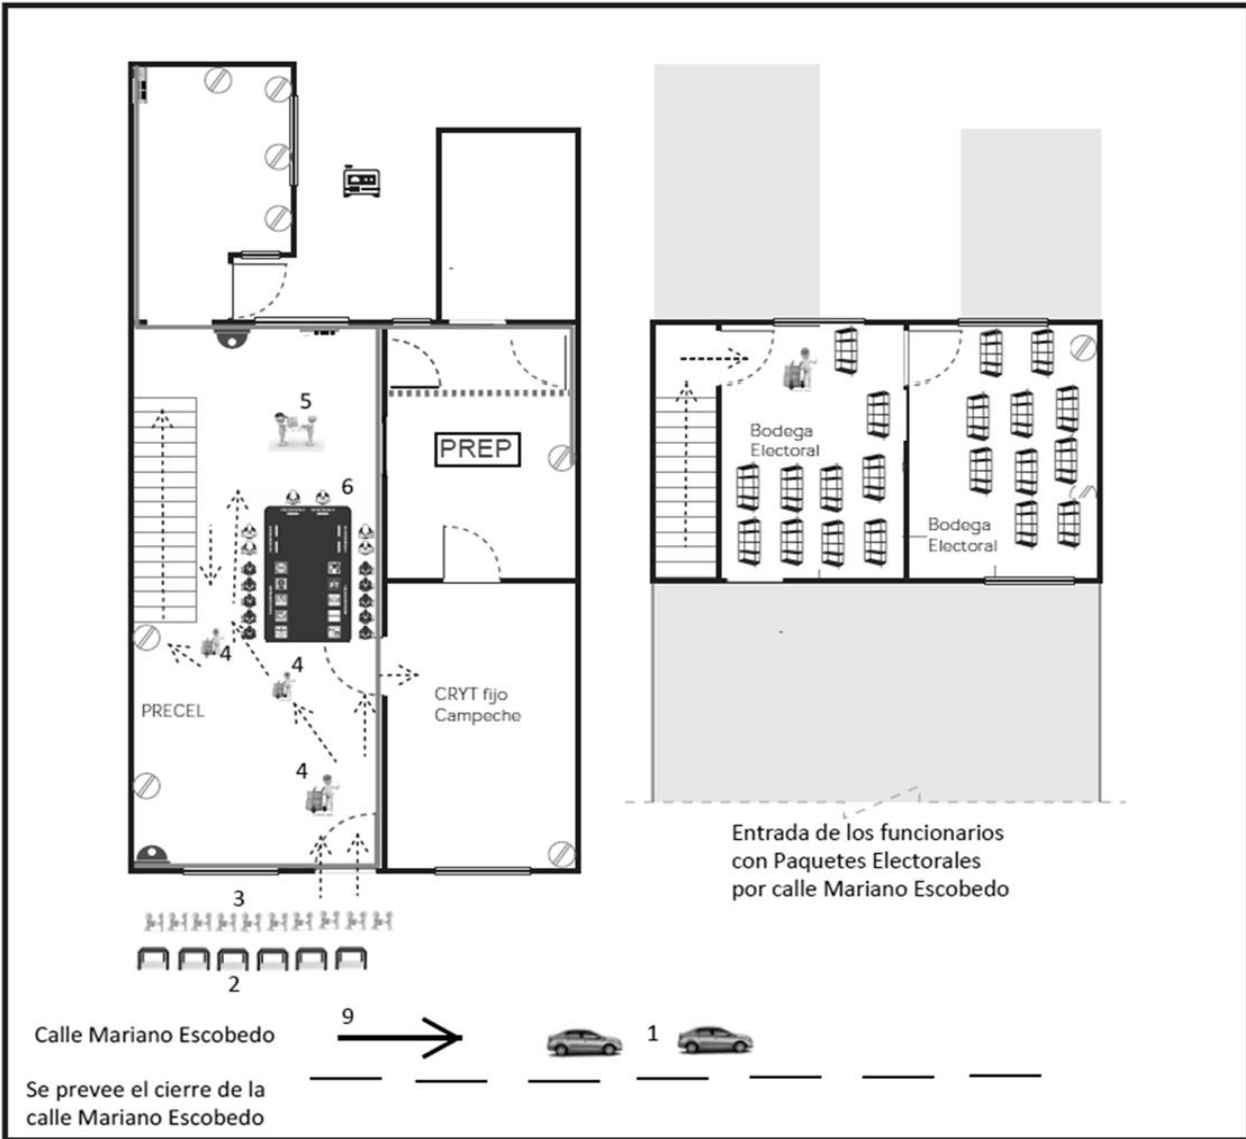 5
6
PREP
Bodega
Electoral
Bodega
Electoral
4
4
PRECEL
CRYT fijo
Campeche
4
Entrada de los funcionarios
con Paquetes Electorales
por calle Mariano Escobedo
3
2
9
Calle Mariano Escobedo
1
Se prevee el cierre de la
calle Mariano Escobedo